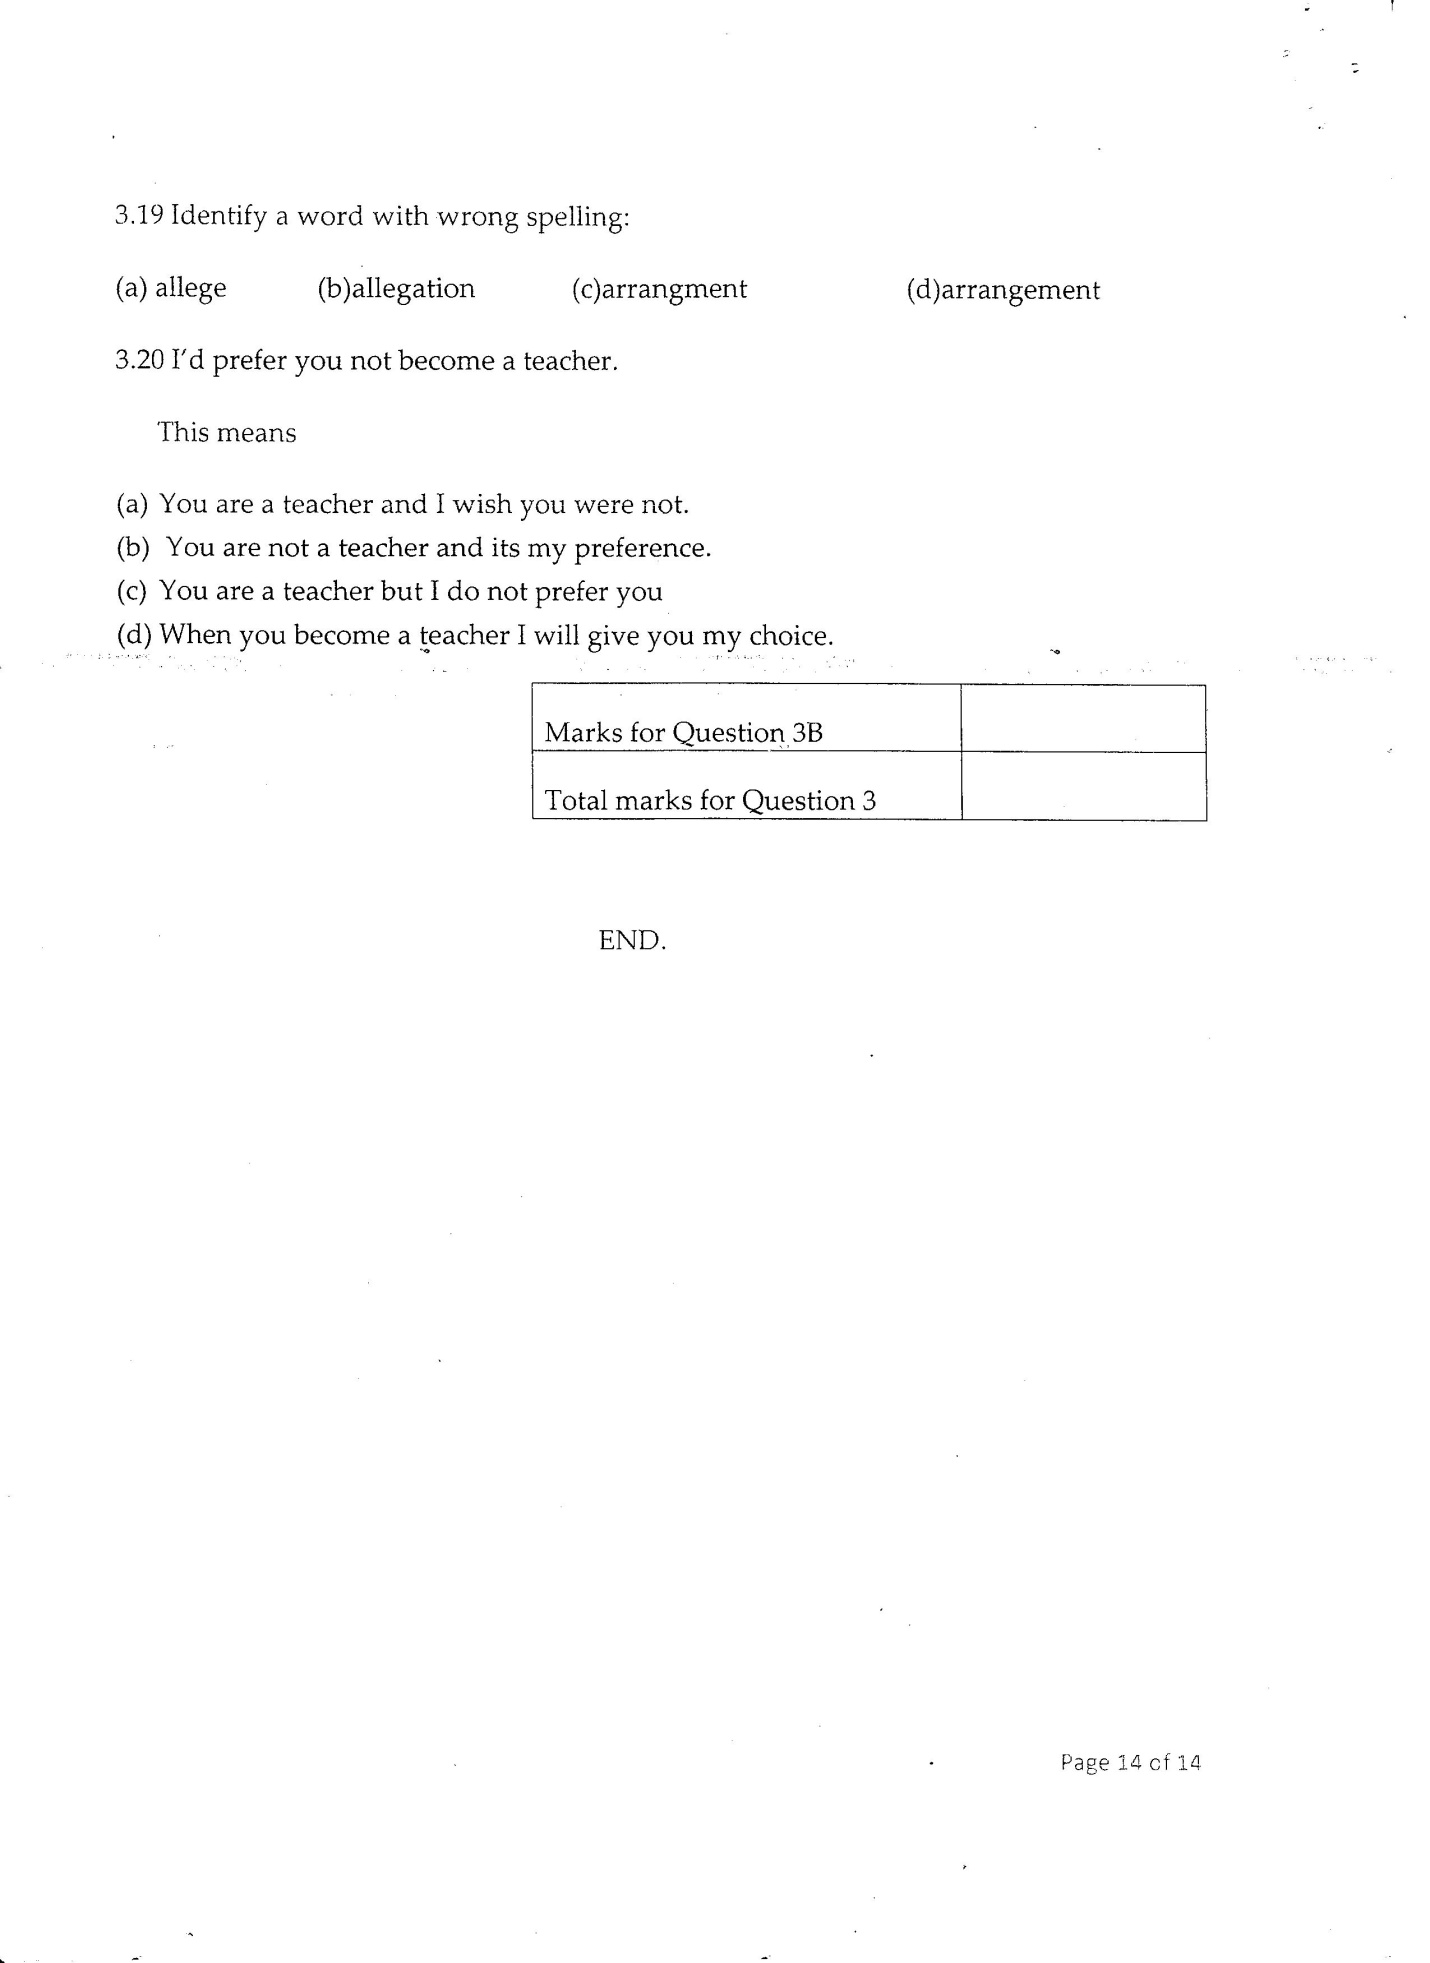 3.19 Identify a word with wrong spelling:
(a) allege (b)allegation (c)arrangment (d)arrangement
3.20 I'd prefer you not become a teacher.
This means
(a) You are a teacher and I wish you were not.
(b) You are not a teacher and its my preference.
(c) You are a teacher but I do not prefer you
(d) When you become a teacher I will give you my choice.
Marks for Question 3B
Total marks for Question 3
END.
Page 14 of 14